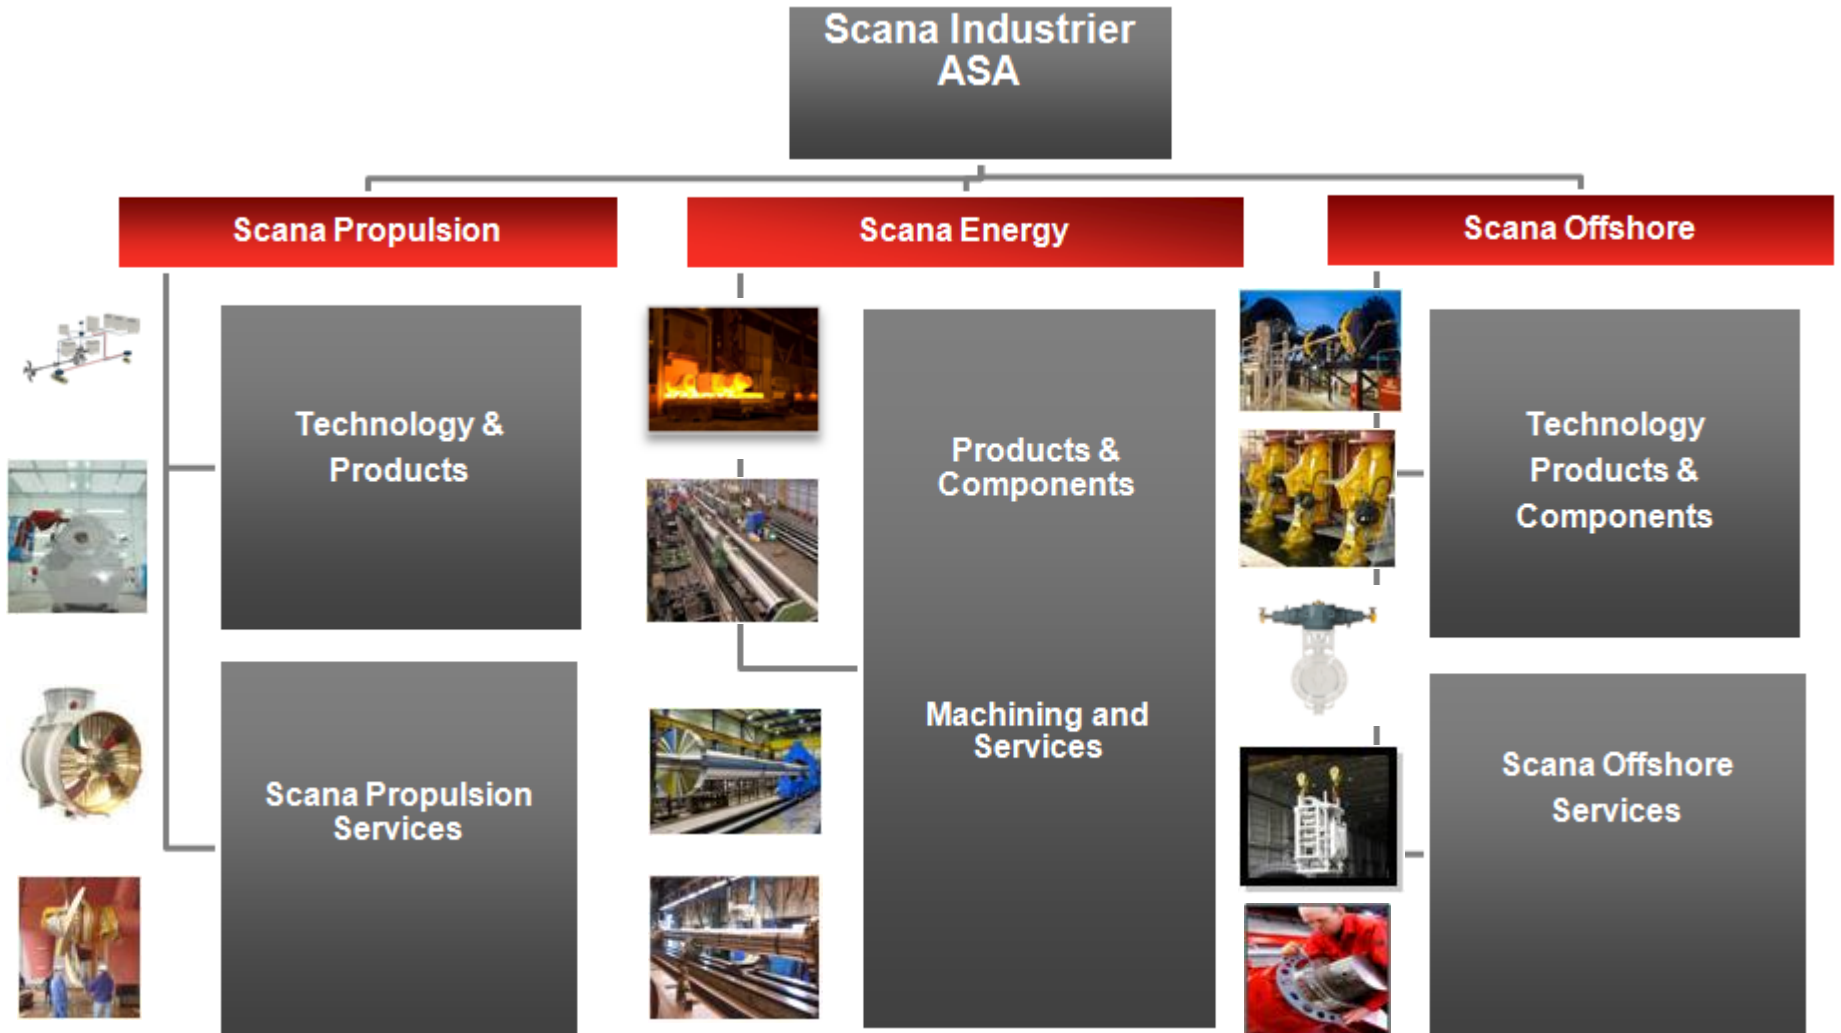 Scana Industrier
ASA
Scana Propulsion
Scana Energy
Scana Offshore
Technology &
Products
Scana Propulsion
Services
Products &
Components
Machining and
Services
Technology
Products &
Components
Scana Offshore
Services